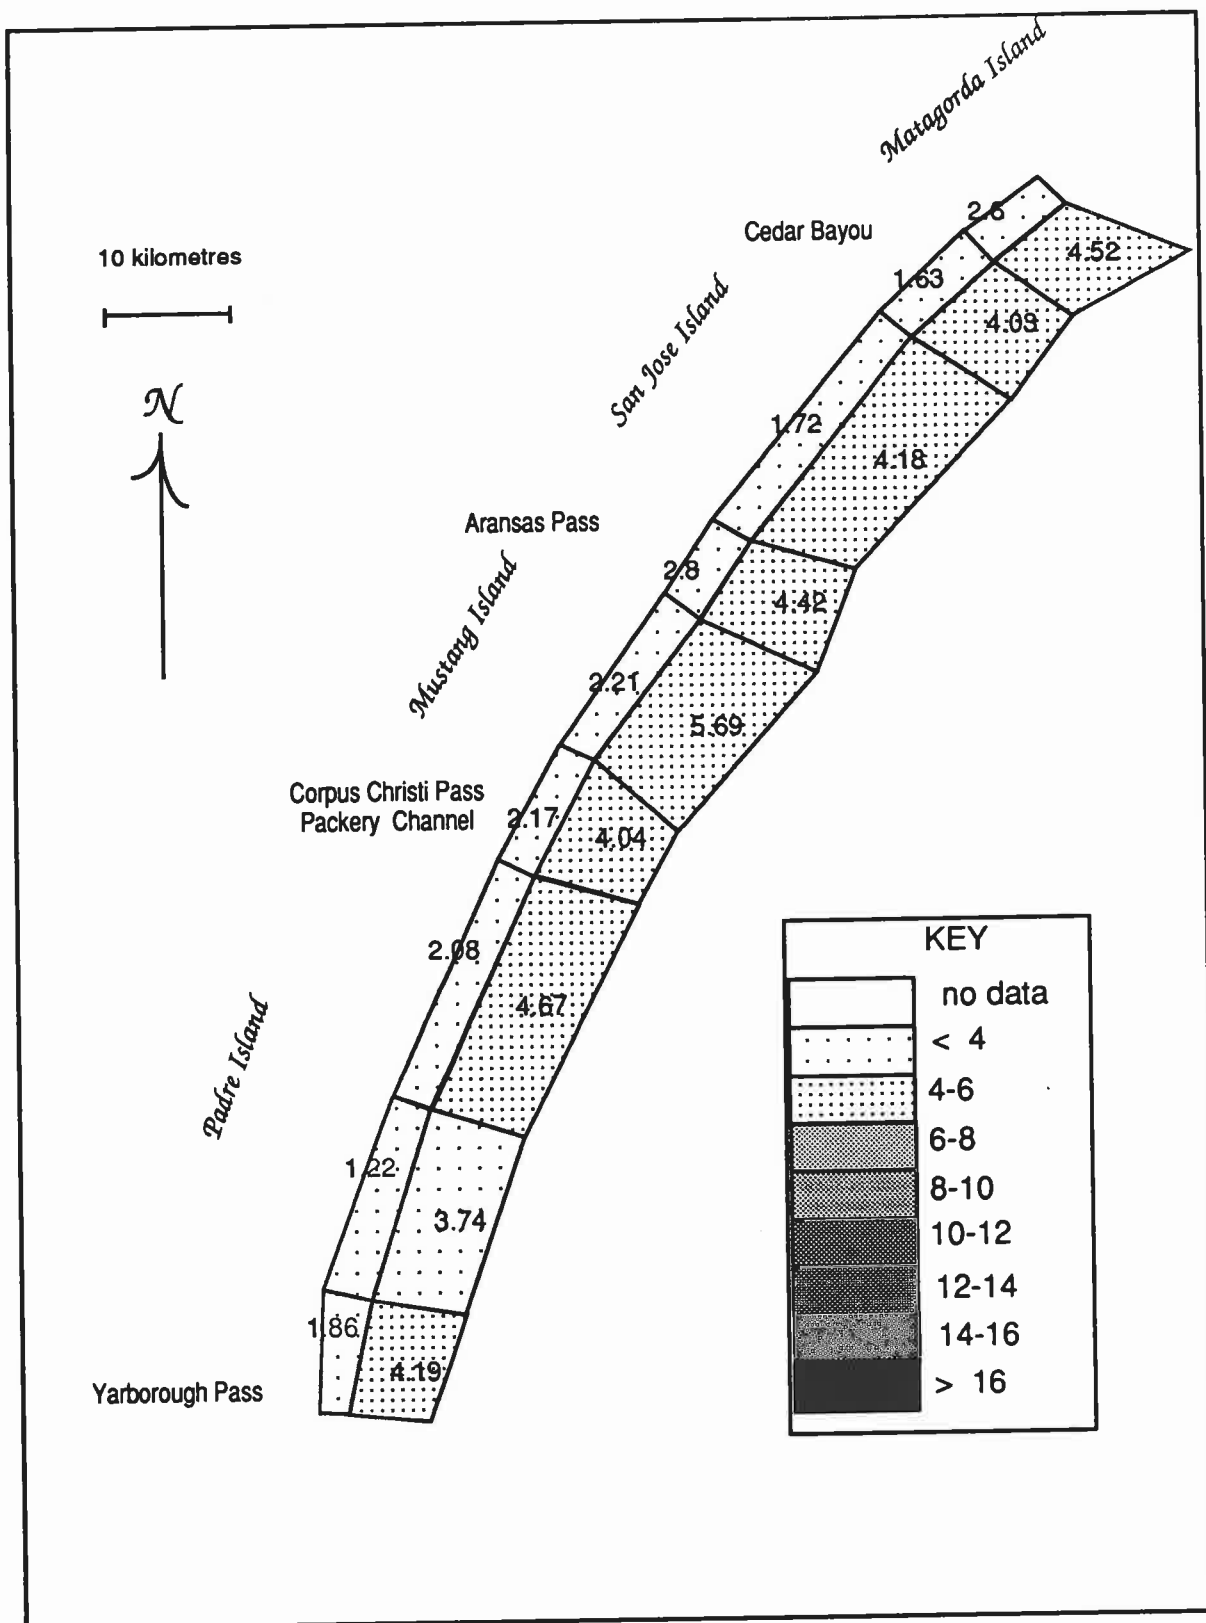 Matagorda Island
2.6
Cedar Bayou
4.52
10 kilometres
1.63
San Jose Island
4.03
N
1.72
4.18
Aransas Pass
2.8
Mustang Island
4.42
2.21
5.69
Corpus Christi Pass
Packery Channel
2.17
4.04
2.08
4.67
Padre Island
1.22
3.74
1.86
4.19
Yarborough Pass
KEY
no data
< 4
4-6
6-8
8-10
10-12
12-14
14-16
> 16